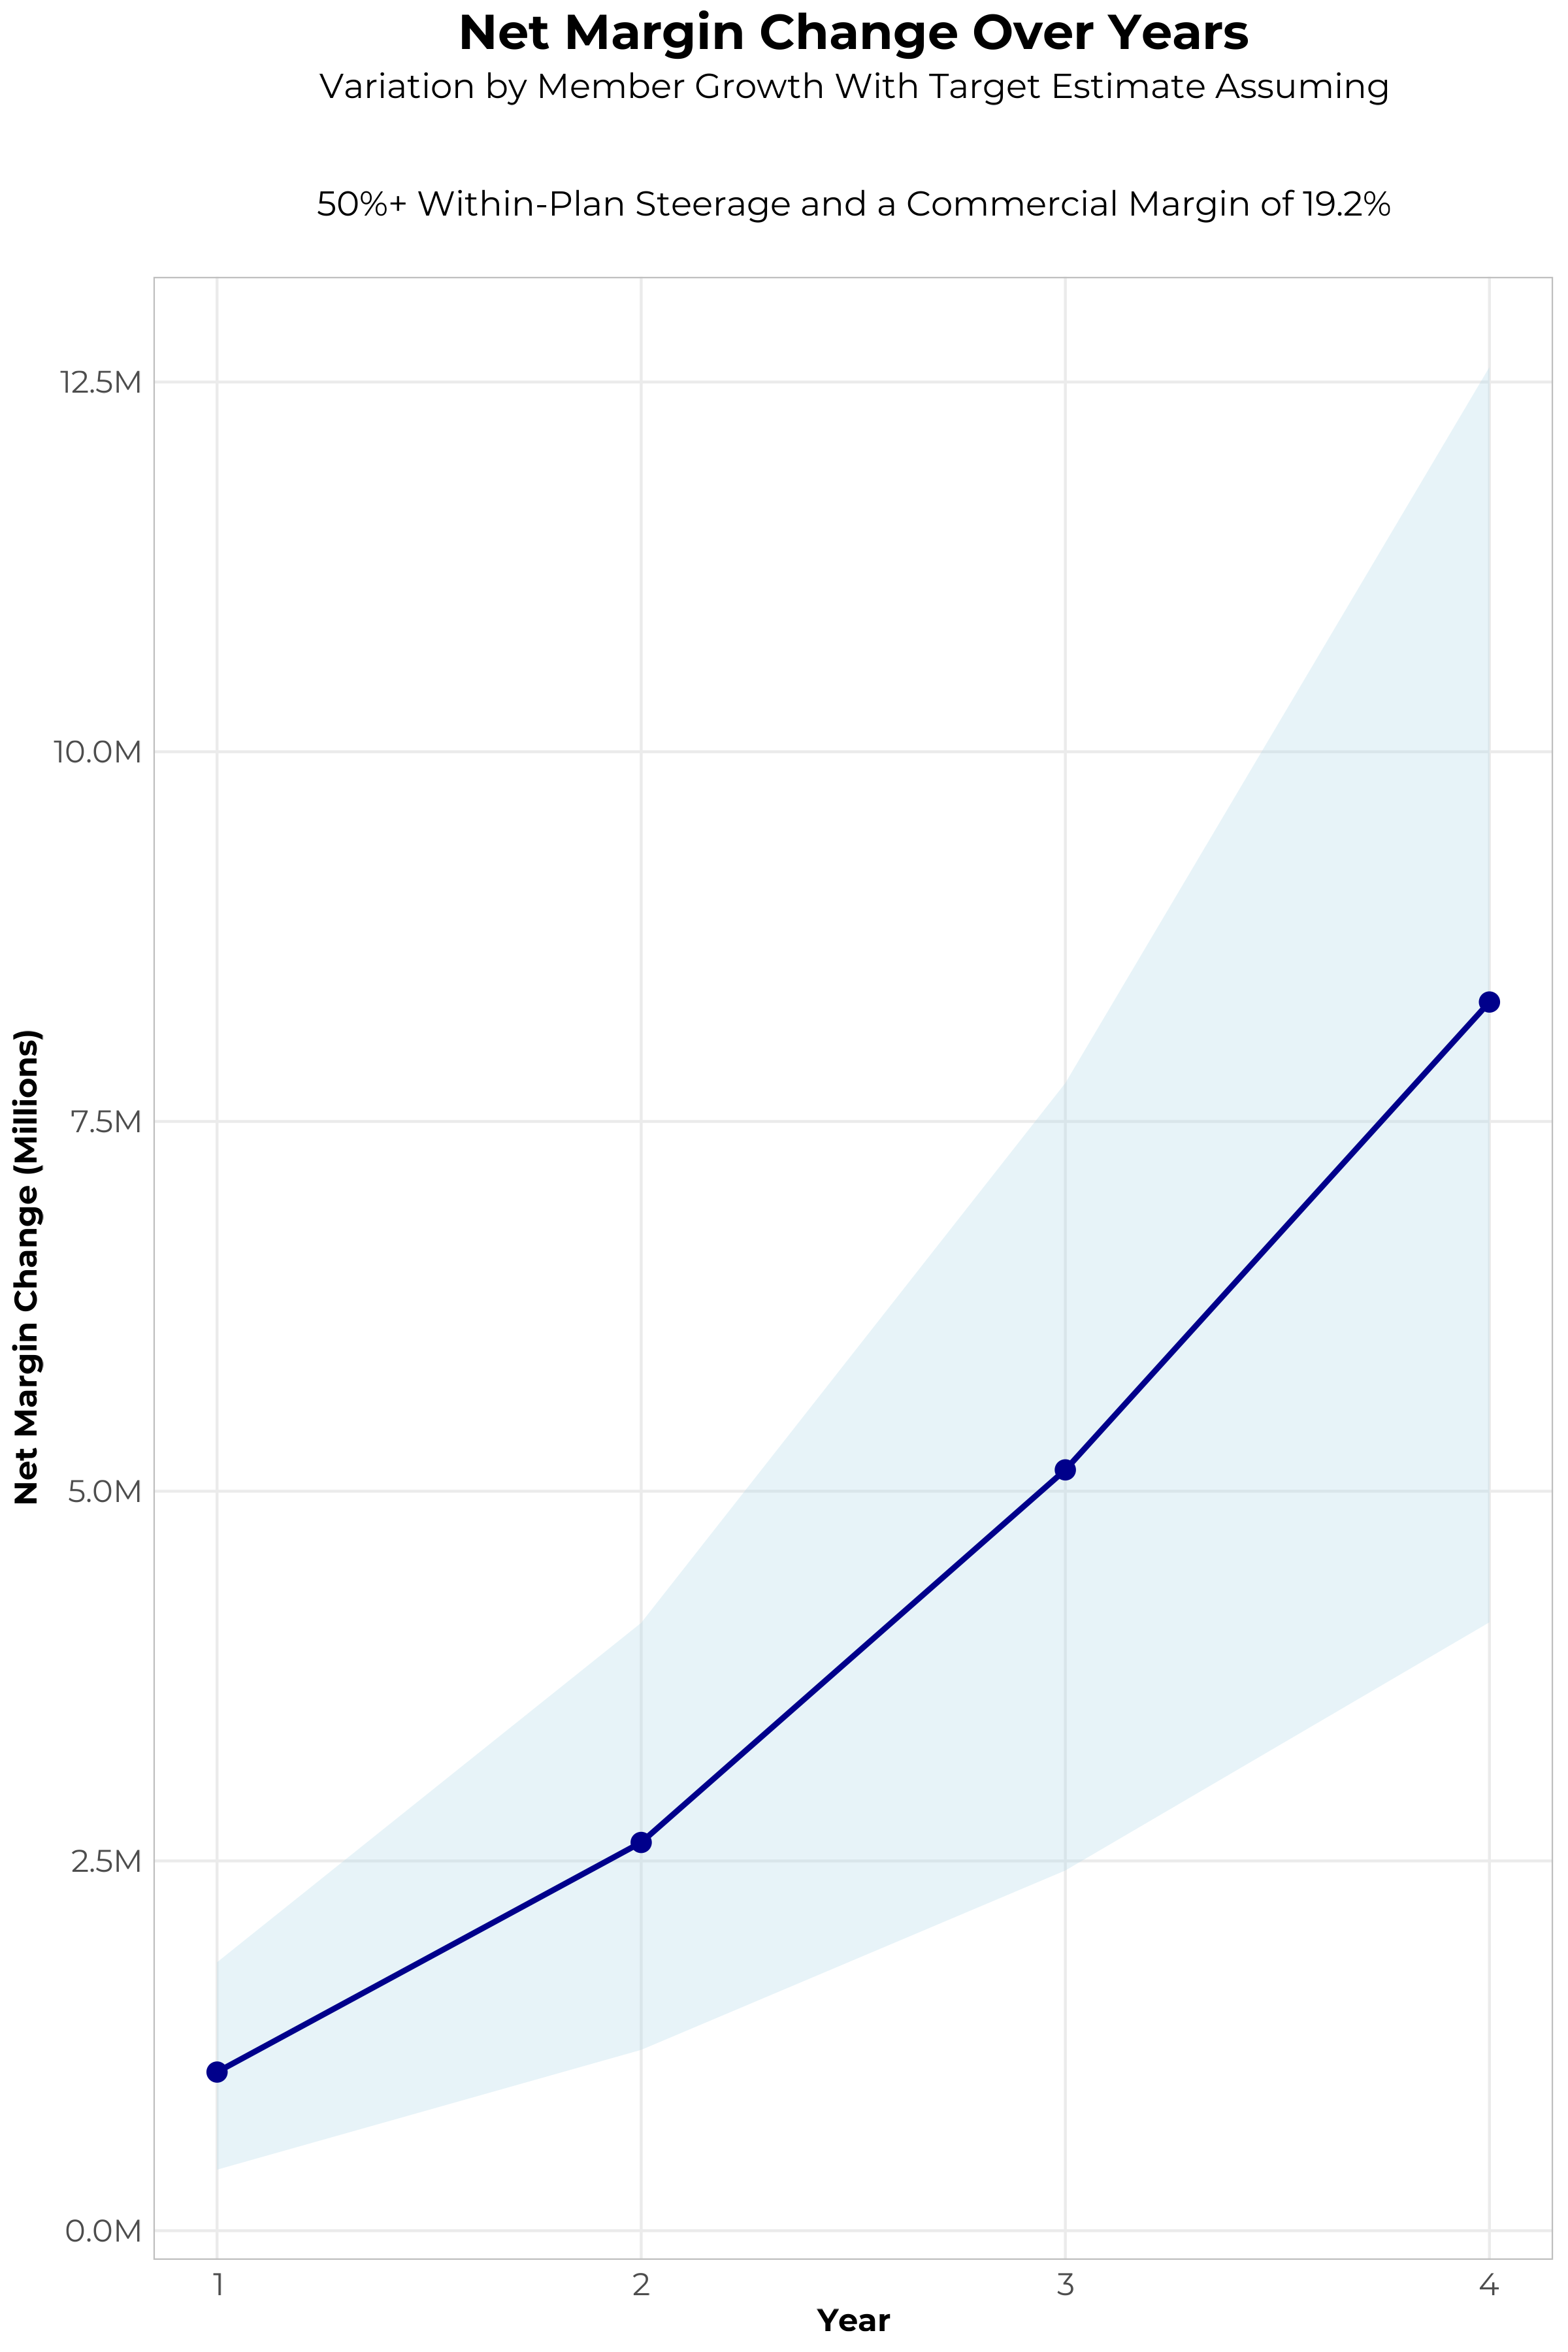 Net Margin Change Over Years
Variation by Member Growth With Target Estimate Assuming
50%+ Within-Plan Steerage and a Commercial Margin of 19.2%
12.5M
10.0M
7.5M
5.0M
2.5M
0.0M
Net Margin Change (Millions)
1
2
3
4
Year